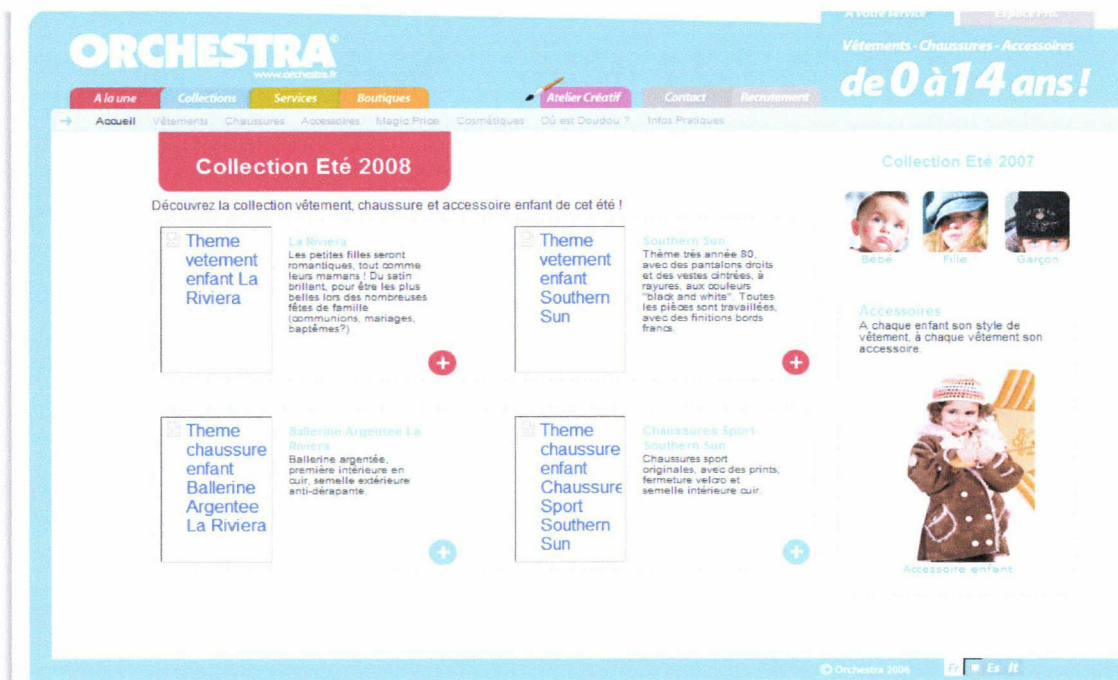 A votre service
ORCHESTRA®
www.orchestra.fr
Vêtements - Chaussures - Accessoires
de 0 à 14 ans !
A la une
Collections
Services
Boutiques
Atelier Créatif
Contact
Recrutement
Accueil Vêtements Chaussures Accessoires Magic Price Cosmétiques Où est Doudou ? Infos Pratiques
Collection Eté 2008
Découvrez la collection vêtement, chaussure et accessoire enfant de cet été !
Theme
vetement
enfant La
Riviera
La Riviera
Les petites filles seront
romantiques, tout comme
leurs mamans ! Du satin
brillant, pour être les plus
belles lors des nombreuses
fêtes de famille
(communions, mariages,
baptêmes?)
Theme
vetement
enfant
Southern
Sun
Southern Sun
Thème très année 80,
avec des pantalons droits
et des vestes cintrées, à
rayures, aux couleurs
"black and white". Toutes
les pièces sont travaillées,
avec des finitions bords
francs.
Theme
chaussure
enfant
Ballerine
Argentee
La Riviera
Ballerine Argentee La
Riviera
Ballerine argentée,
première intérieure en
cuir, semelle extérieure
anti-dérapante.
Theme
chaussure
enfant
Chaussure
Sport
Southern
Sun
Chaussures Sport
Southern Sun
Chaussures sport
originales, avec des prints,
fermeture velcro et
semelle intérieure cuir.
Collection Eté 2007
Bébé
Fille
Garçon
Accessoires
A chaque enfant son style de
vêtement, à chaque vêtement son
accessoire.
Accessoire enfant
© Orchestra 2006
Fr Es It